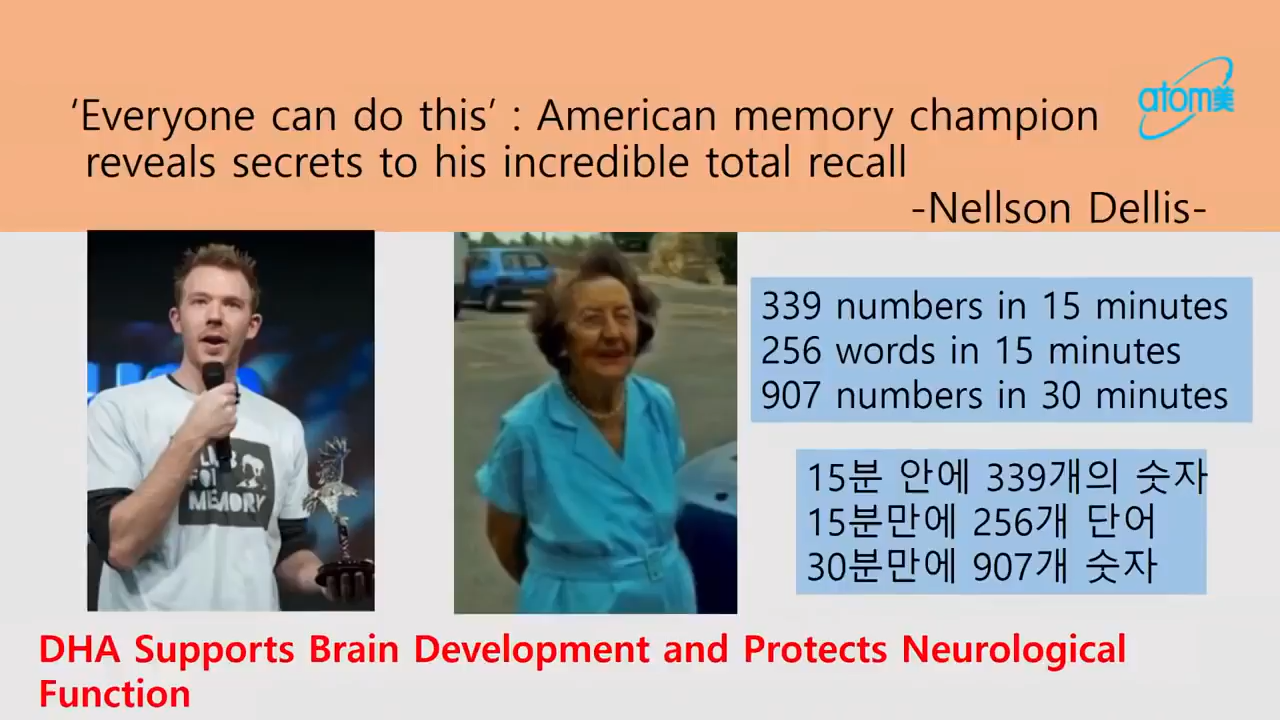 'Everyone can do this' : American memory champion
reveals secrets to his incredible total recall
-Nellson Dellis-
atom美
CLIMB
FOR
MEMORY
339 numbers in 15 minutes
256 words in 15 minutes
907 numbers in 30 minutes
15분 안에 339개의 숫자
15분만에 256개 단어
30분만에 907개 숫자
DHA Supports Brain Development and Protects Neurological
Function